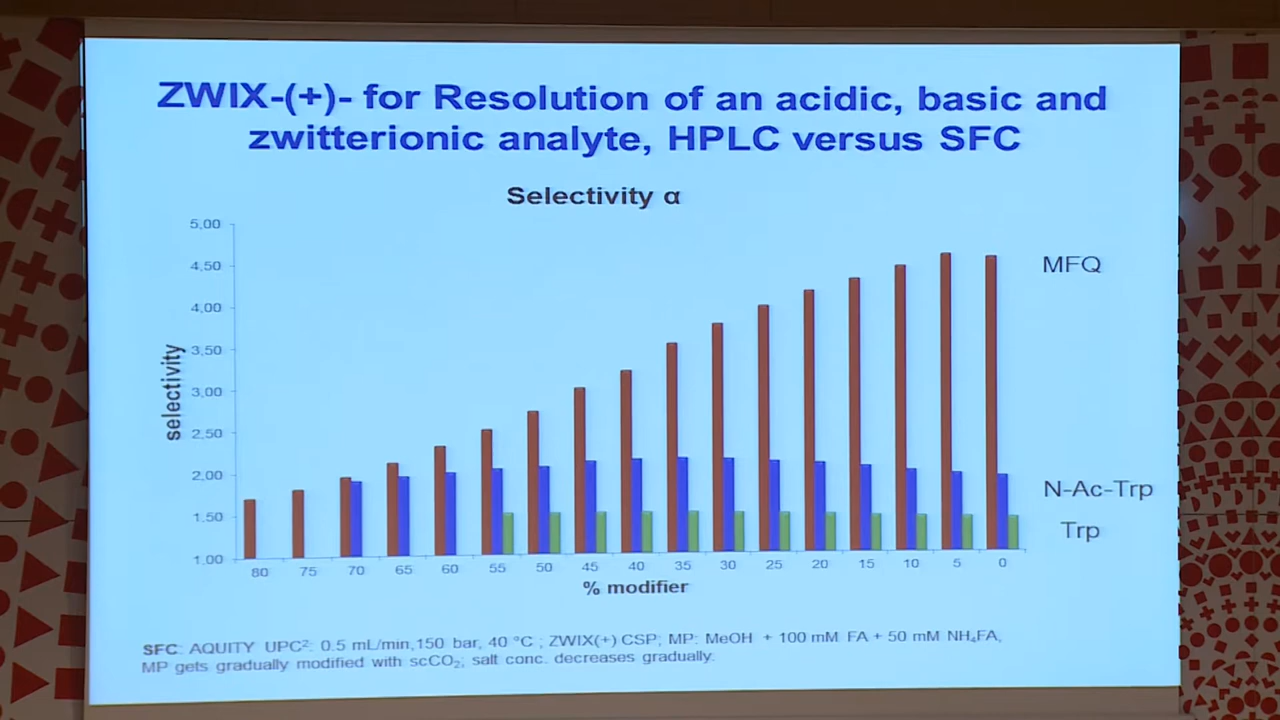 ZWIX-(+)- for Resolution of an acidic, basic and
zwitterionic analyte, HPLC versus SFC
Selectivity α
5,00
4,50
4,00
3,50
3,00
2,50
2,00
1,50
1,00
selectivity
80 75 70 65 60 55 50 45 40 35 30 25 20 15 10 5 0
% modifier
MFQ
N-Ac-Trp
Trp
SFC: AQUITY UPC²: 0.5 mL/min,150 bar, 40 °C ; ZWIX(+) CSP; MP: MeOH + 100 mM FA + 50 mM NH₄FA,
MP gets gradually modified with scCO₂; salt conc. decreases gradually.